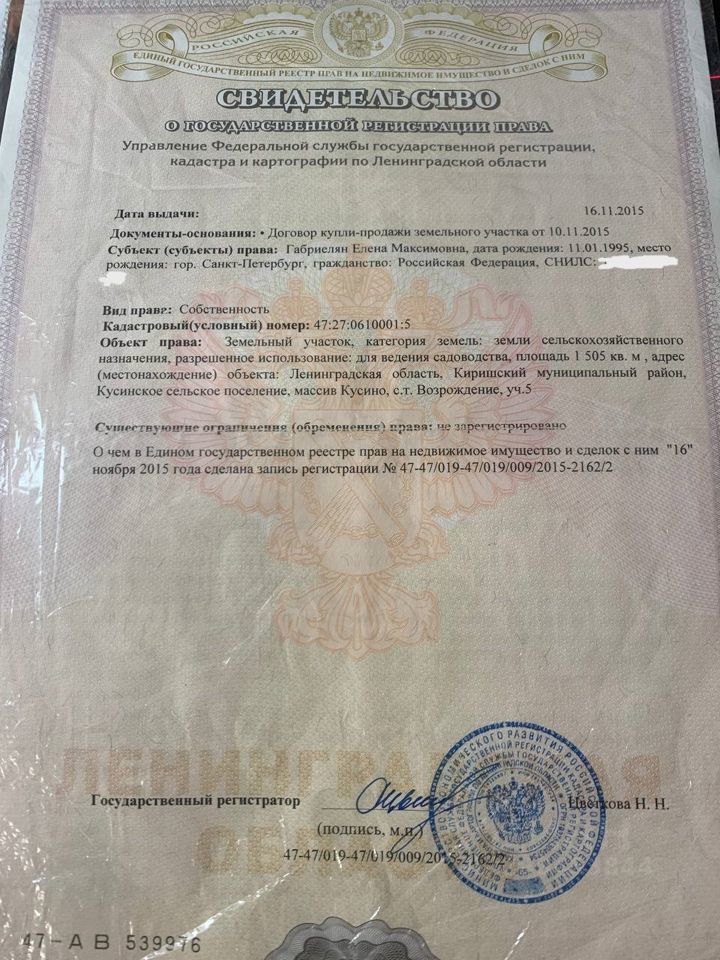 РОССИЙСКАЯ ФЕДЕРАЦИЯ
ЕДИНЫЙ ГОСУДАРСТВЕННЫЙ РЕЕСТР ПРАВ НА НЕДВИЖИМОЕ ИМУЩЕСТВО И СДЕЛОК С НИМ
СВИДЕТЕЛЬСТВО
О ГОСУДАРСТВЕННОЙ РЕГИСТРАЦИИ ПРАВА
Управление Федеральной службы государственной регистрации,
кадастра и картографии по Ленинградской области
Дата выдачи: 16.11.2015
Документы-основания: • Договор купли-продажи земельного участка от 10.11.2015
Субъект (субъекты) права: Габриелян Елена Максимовна, дата рождения: 11.01.1995, место
рождения: гор. Санкт-Петербург, гражданство: Российская Федерация, СНИЛС:
Вид права: Собственность
Кадастровый(условный) номер: 47:27:0610001:5
Объект права: Земельный участок, категория земель: земли сельскохозяйственного
назначения, разрешенное использование: для ведения садоводства, площадь 1 505 кв. м , адрес
(местонахождение) объекта: Ленинградская область, Киришский муниципальный район,
Кусинское сельское поселение, массив Кусино, с.т. Возрождение, уч.5
Существующие ограничения (обременения) права: не зарегистрировано
О чем в Едином государственном реестре прав на недвижимое имущество и сделок с ним "16"
ноября 2015 года сделана запись регистрации № 47-47/019-47/019/009/2015-2162/2
Государственный регистратор Цветкова Н. Н.
(подпись, м.п.)
47-47/019-47/019/009/2015-2162/2
47-АВ 539976